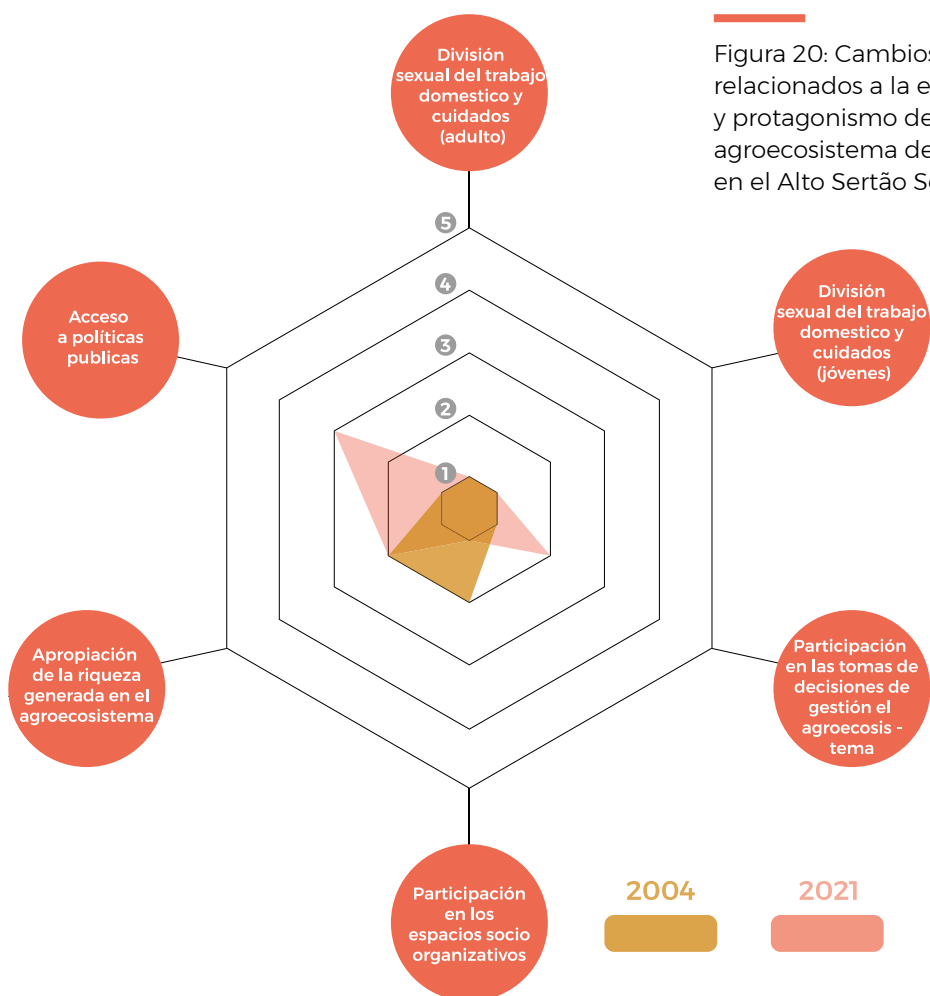 Figura 20: Cambios
relacionados a la e
y protagonismo de
agroecosistema de
en el Alto Sertão Se
División
sexual del trabajo
domestico y
cuidados
(adulto)
5
4
3
2
1
División
sexual del trabajo
domestico y
cuidados
(jóvenes)
Acceso
a políticas
publicas
Apropiación
de la riqueza
generada en el
agroecosistema
Participación
en las tomas de
decisiones de
gestión el
agroecosis -
tema
Participación
en los
espacios socio
organizativos
2004
2021